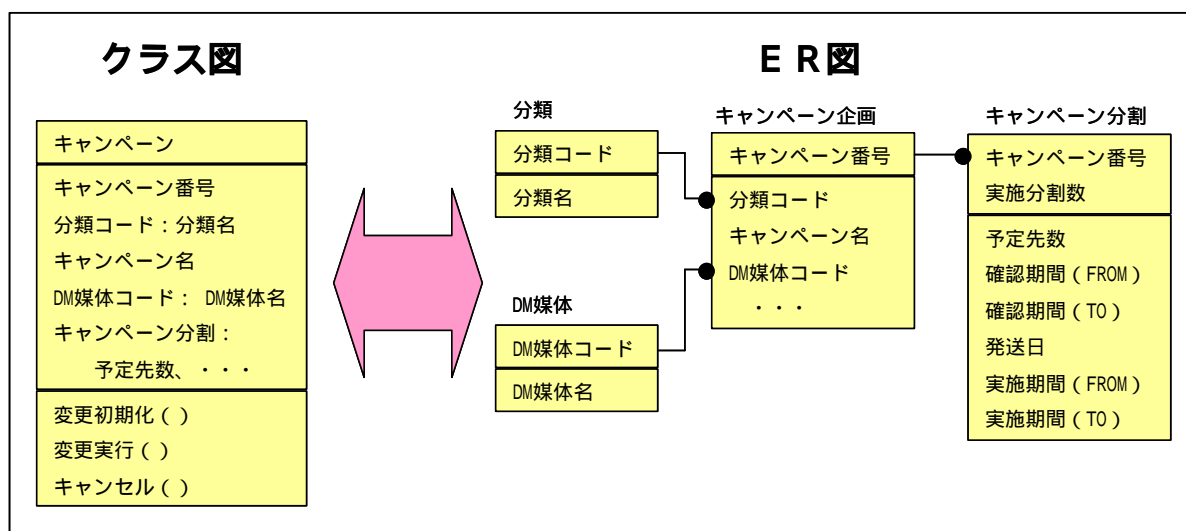 クラス図
キャンペーン
キャンペーン番号
分類コード：分類名
キャンペーン名
DM媒体コード： DM媒体名
キャンペーン分割：
予定先数、・・・
変更初期化（）
変更実行（）
キャンセル（）
ＥＲ図
分類
分類コード
分類名
DM媒体
DM媒体コード
DM媒体名
キャンペーン企画
キャンペーン番号
分類コード
キャンペーン名
DM媒体コード
・・・
キャンペーン分割
キャンペーン番号
実施分割数
予定先数
確認期間（FROM）
確認期間（TO）
発送日
実施期間（FROM）
実施期間（TO）